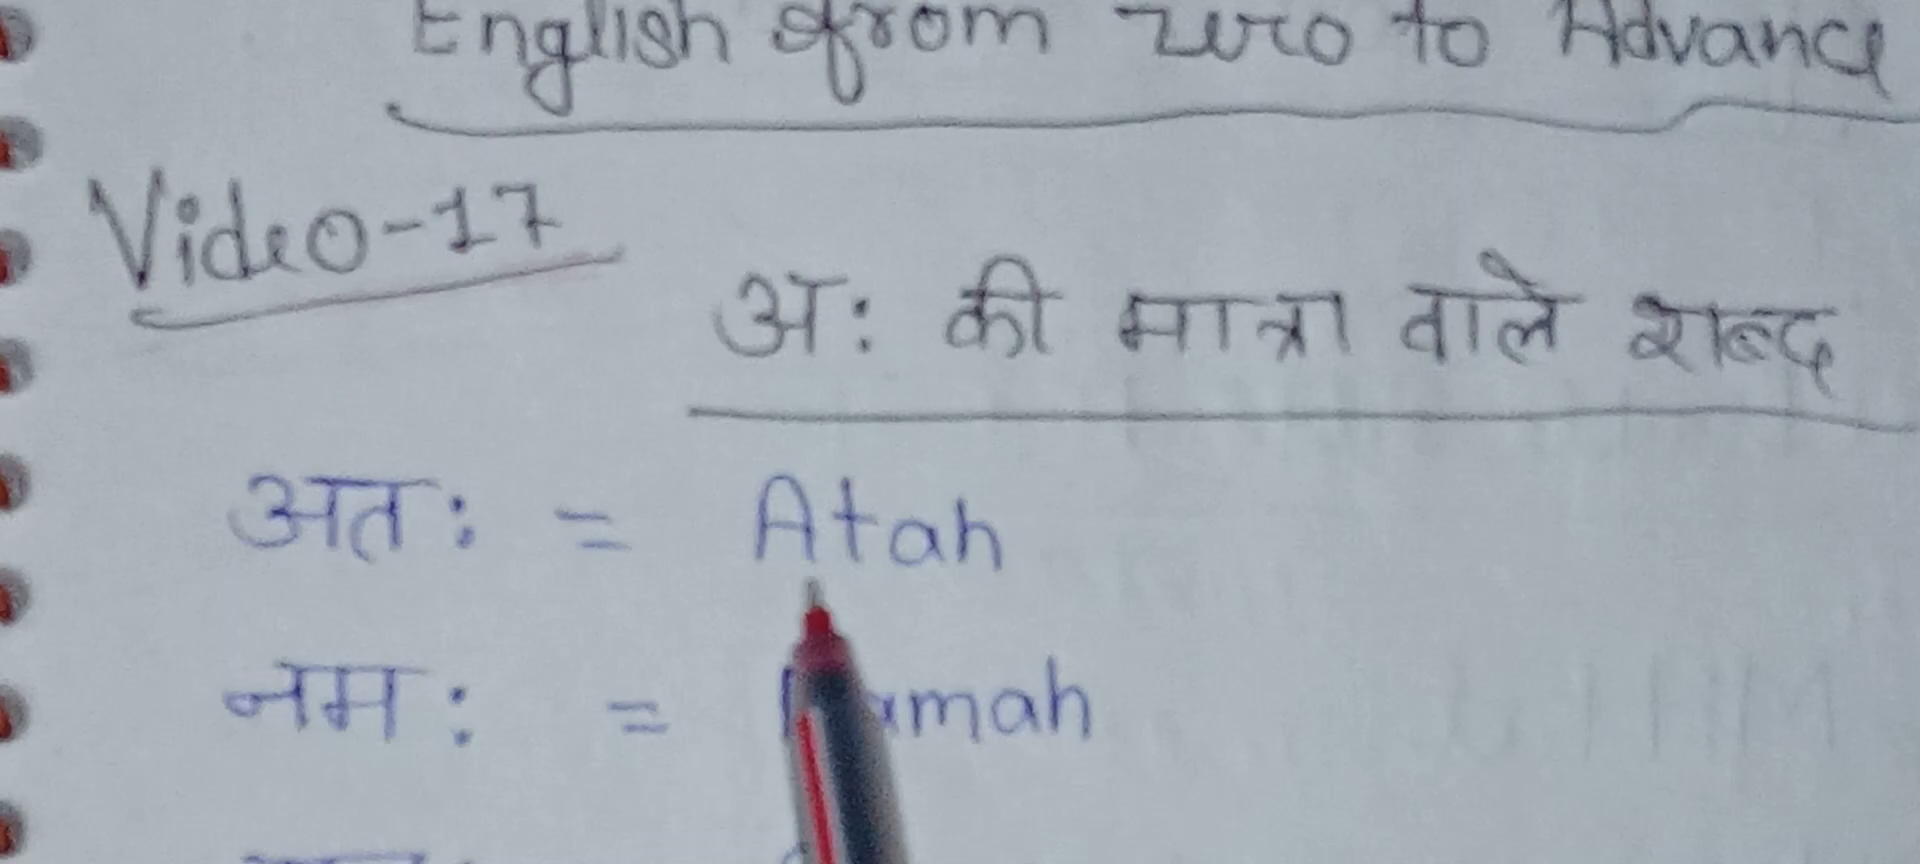 English from zero to Advance
Video-17
अ: की मात्रा वाले शब्द
अत: = Atah
नम: =